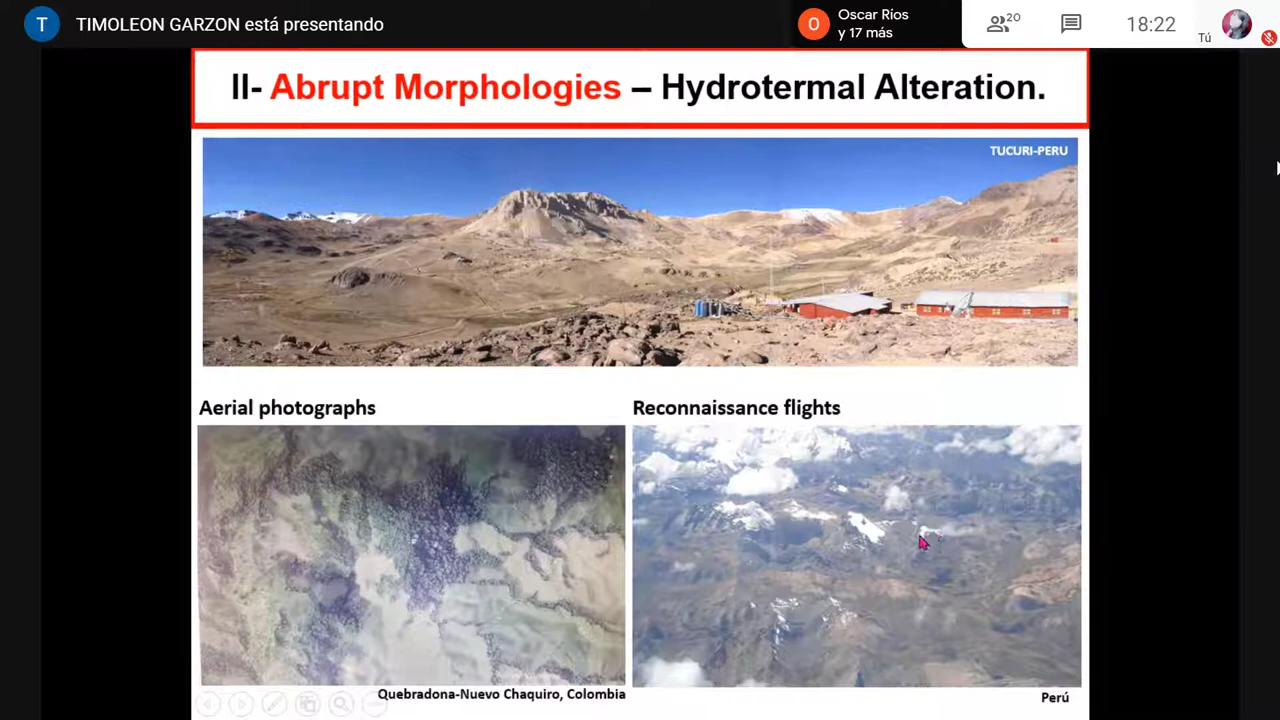 T TIMOLEON GARZON está presentando
O Oscar Ríos
y 17 más
20
18:22
Tú
II- Abrupt Morphologies – Hydrotermal Alteration.
TUCURI-PERU
Aerial photographs
Reconnaissance flights
Quebradona-Nuevo Chaquiro, Colombia
Perú